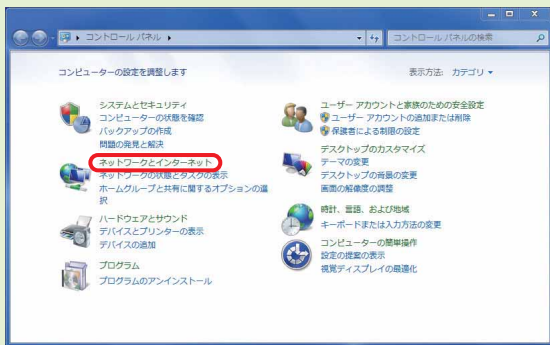 コントロール パネル
コントロール パネルの検索
コンピューターの設定を調整します
表示方法: カテゴリ
システムとセキュリティ
コンピューターの状態を確認
バックアップの作成
問題の発見と解決
ネットワークとインターネット
ネットワークの状態とタスクの表示
ホームグループと共有に関するオプションの選
択
ハードウェアとサウンド
デバイスとプリンターの表示
デバイスの追加
プログラム
プログラムのアンインストール
ユーザー アカウントと家族のための安全設定
ユーザー アカウントの追加または削除
保護者による制限の設定
デスクトップのカスタマイズ
テーマの変更
デスクトップの背景の変更
画面の解像度の調整
時計、言語、および地域
キーボードまたは入力方法の変更
コンピューターの簡単操作
設定の提案の表示
視覚ディスプレイの最適化